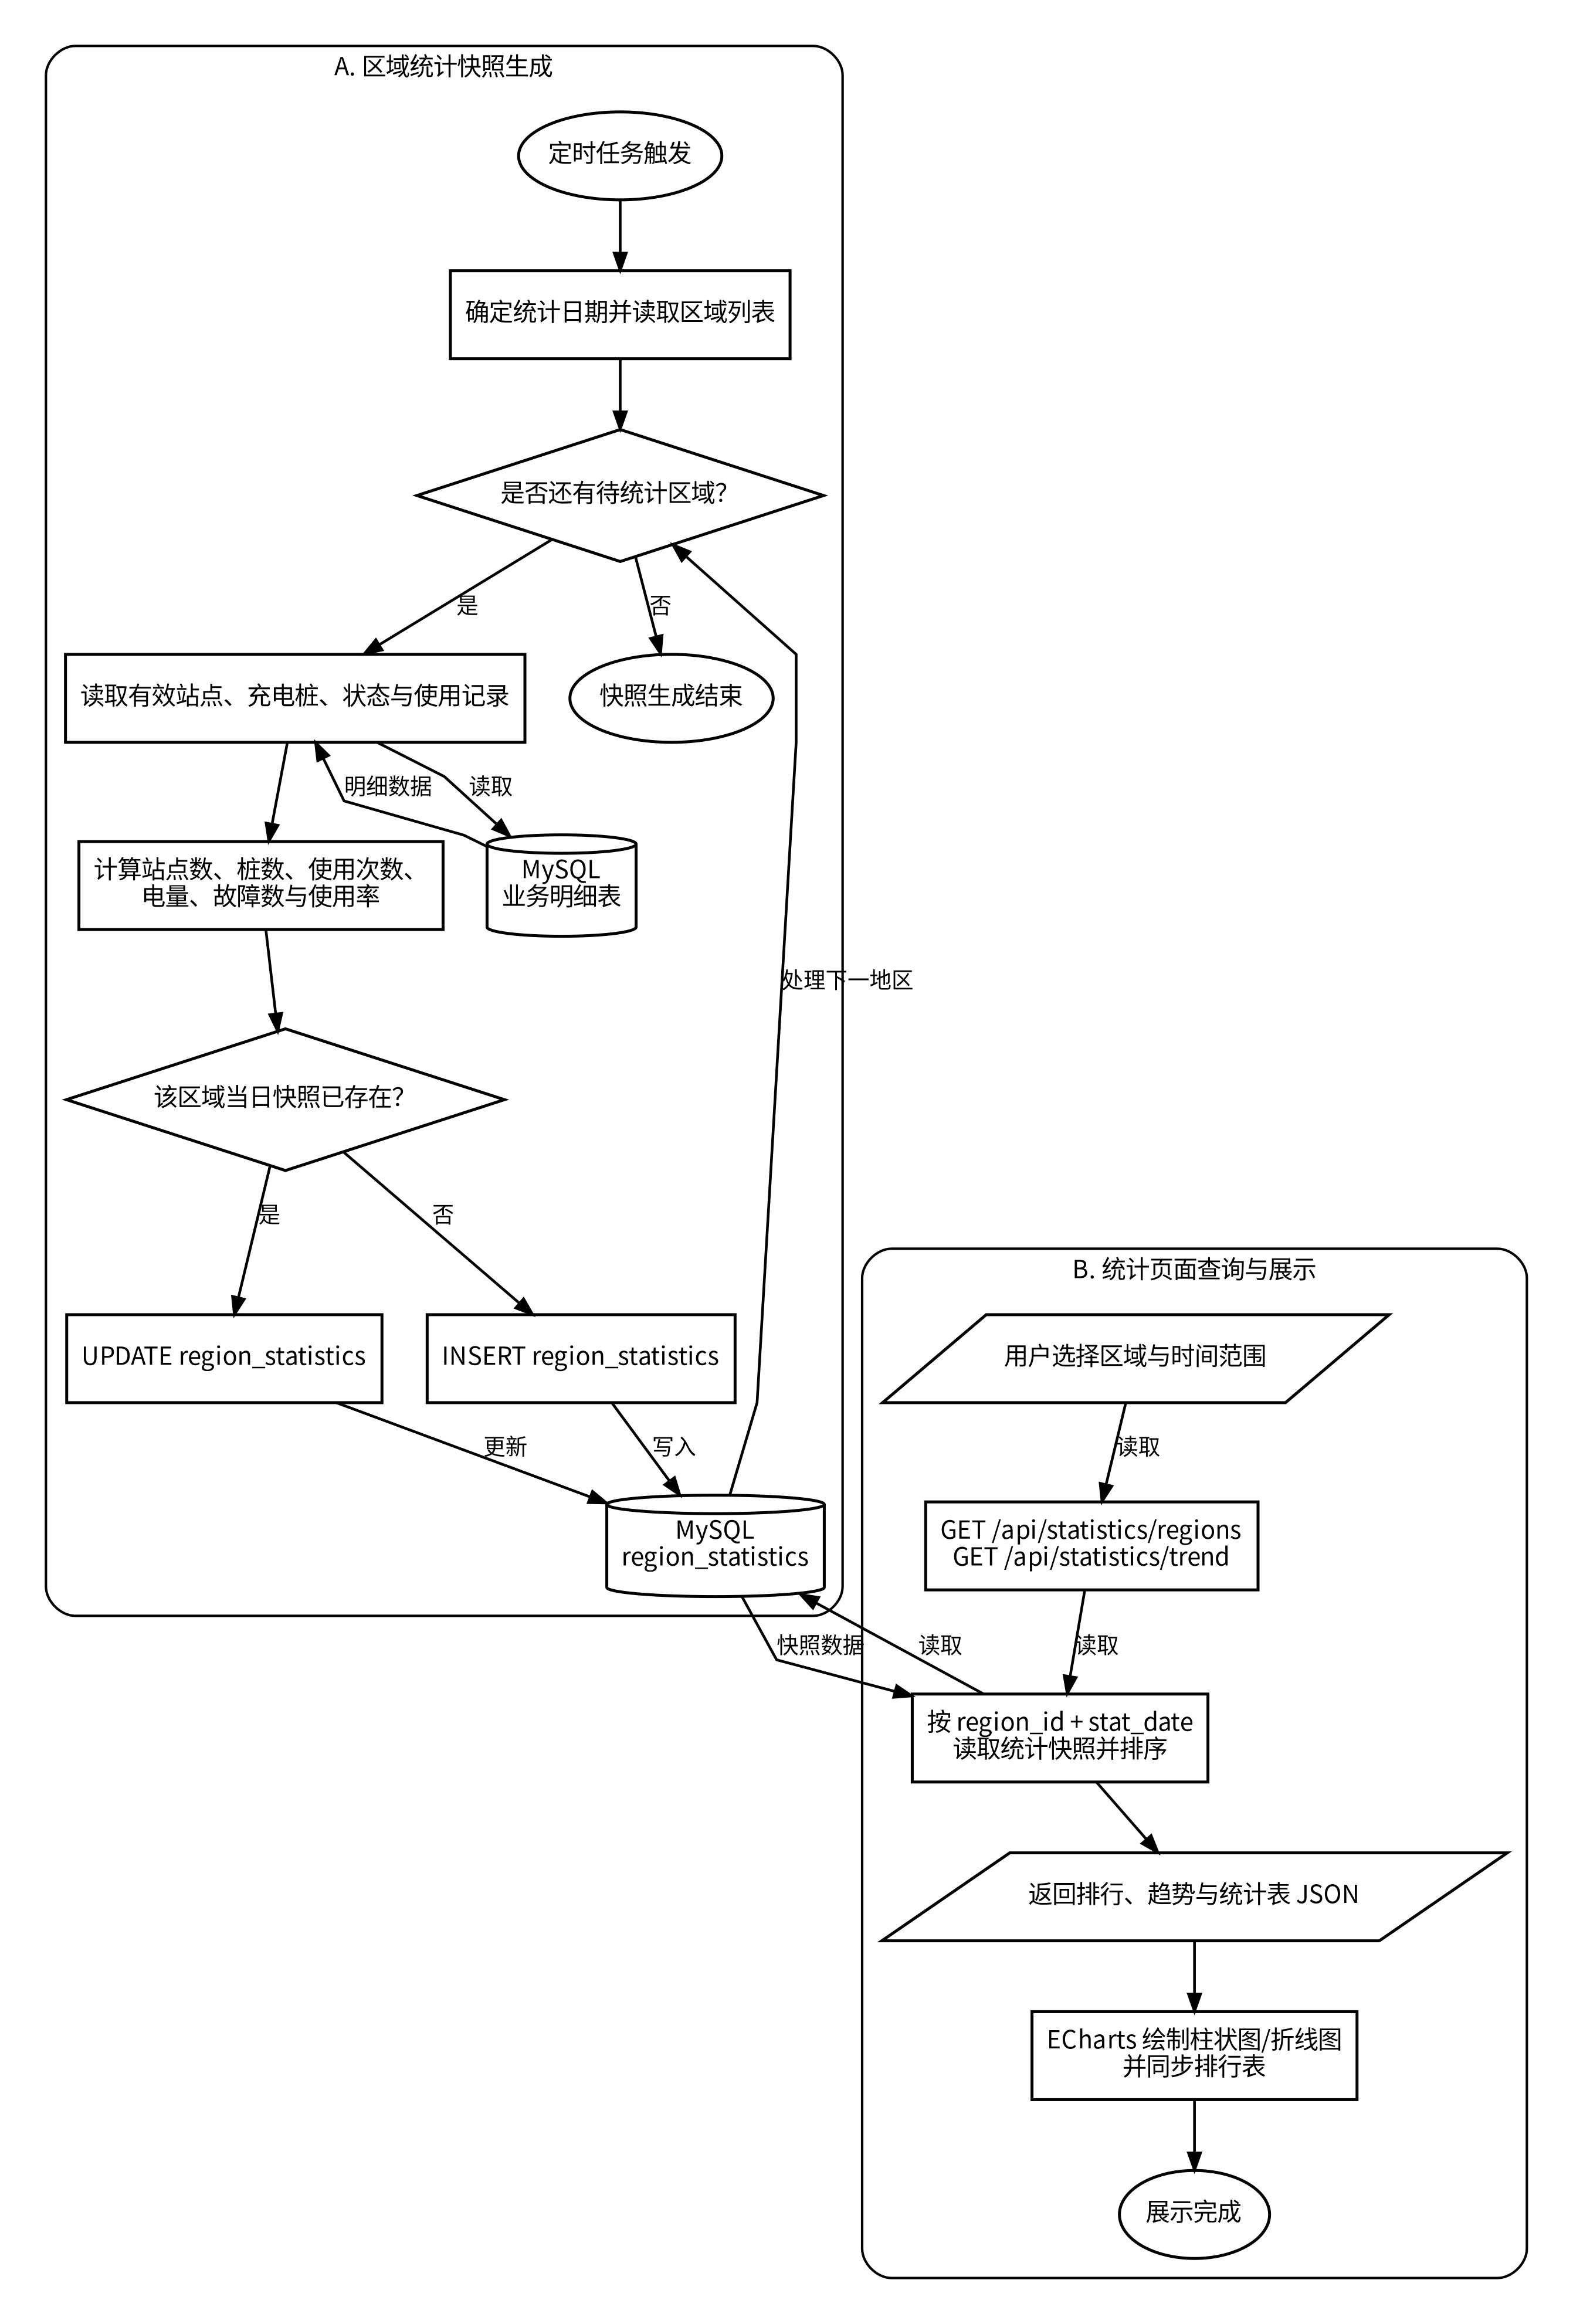 A. 区域统计快照生成
定时任务触发
确定统计日期并读取区域列表
是否还有待统计区域？
是
否
读取有效站点、充电桩、状态与使用记录
快照生成结束
明细数据
读取
计算站点数、桩数、使用次数、
电量、故障数与使用率
MySQL
业务明细表
处理下一地区
该区域当日快照已存在？
是
否
UPDATE region_statistics
INSERT region_statistics
更新
写入
MySQL
region_statistics
B. 统计页面查询与展示
用户选择区域与时间范围
读取
GET /api/statistics/regions
GET /api/statistics/trend
快照数据
读取
读取
按 region_id + stat_date
读取统计快照并排序
返回排行、趋势与统计表 JSON
ECharts 绘制柱状图/折线图
并同步排行表
展示完成